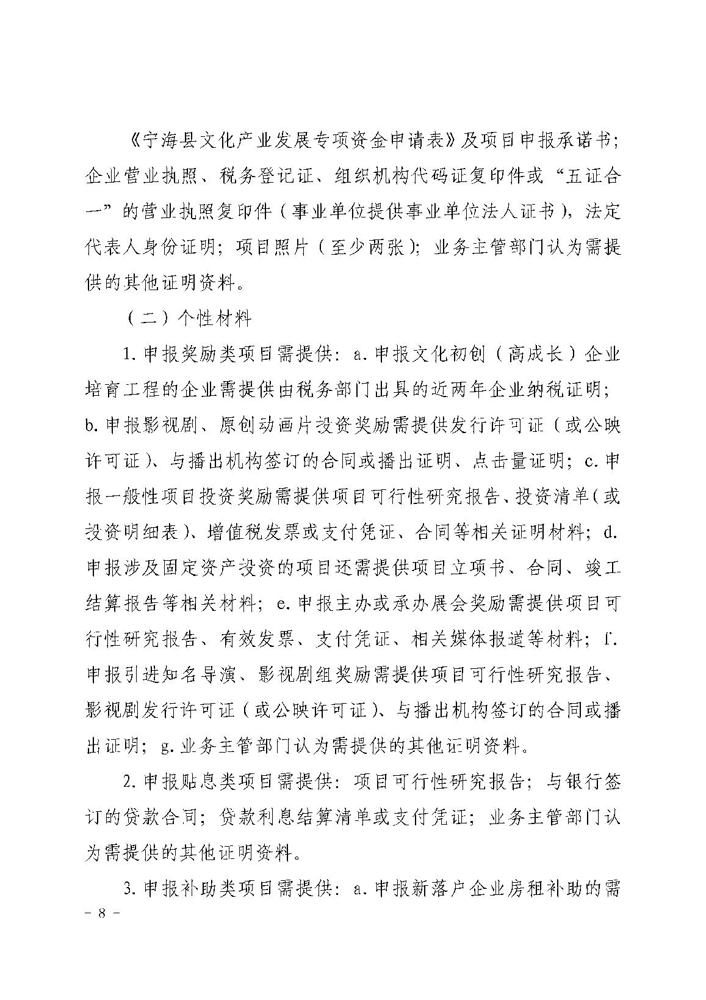 《宁海县文化产业发展专项资金申请表》及项目申报承诺书；
企业营业执照、税务登记证、组织机构代码证复印件或“五证合
一”的营业执照复印件（事业单位提供事业单位法人证书），法定
代表人身份证明；项目照片（至少两张）；业务主管部门认为需提
供的其他证明资料。
（二）个性材料
1.申报奖励类项目需提供：a.申报文化初创（高成长）企业
培育工程的企业需提供由税务部门出具的近两年企业纳税证明；
b.申报影视剧、原创动画片投资奖励需提供发行许可证（或公映
许可证）、与播出机构签订的合同或播出证明、点击量证明；c.申
报一般性项目投资奖励需提供项目可行性研究报告、投资清单（或
投资明细表）、增值税发票或支付凭证、合同等相关证明材料；d.
申报涉及固定资产投资的项目还需提供项目立项书、合同、竣工
结算报告等相关材料；e.申报主办或承办展会奖励需提供项目可
行性研究报告、有效发票、支付凭证、相关媒体报道等材料；f.
申报引进知名导演、影视剧组奖励需提供项目可行性研究报告、
影视剧发行许可证（或公映许可证）、与播出机构签订的合同或播
出证明；g.业务主管部门认为需提供的其他证明资料。
2.申报贴息类项目需提供：项目可行性研究报告；与银行签
订的贷款合同；贷款利息结算清单或支付凭证；业务主管部门认
为需提供的其他证明资料。
3.申报补助类项目需提供：a.申报新落户企业房租补助的需
- 8 -